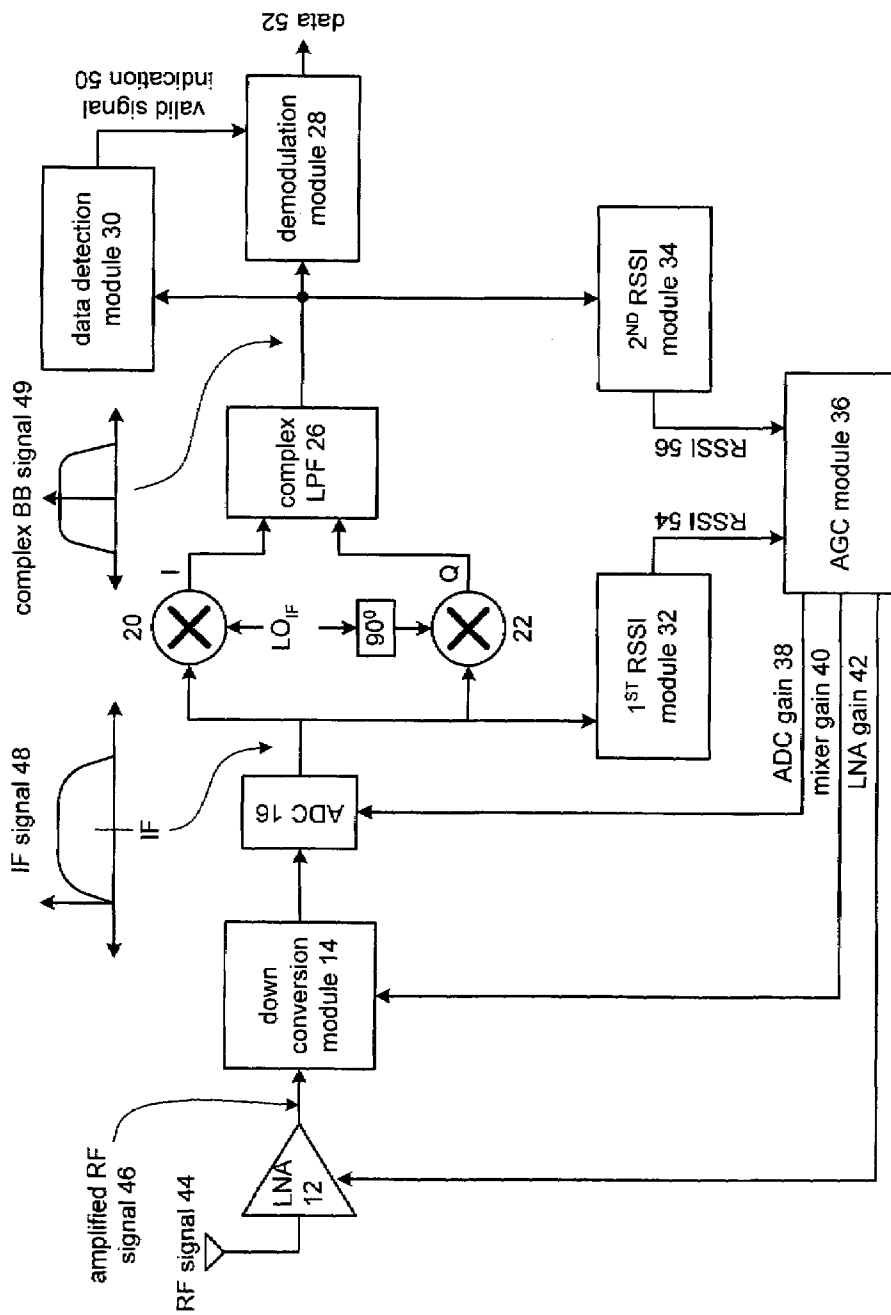 RF signal 44
amplified RF
signal 46
LNA
12
down
conversion
module 14
IF signal 48
IF
ADC 16
20
I
LO_IF
90⁰
Q
22
complex BB signal 49
complex
LPF 26
data detection
module 30
valid signal
indication 50
demodulation
module 28
data 52
1ST RSSI
module 32
2ND RSSI
module 34
RSSI 54
RSSI 56
AGC module 36
ADC gain 38
mixer gain 40
LNA gain 42